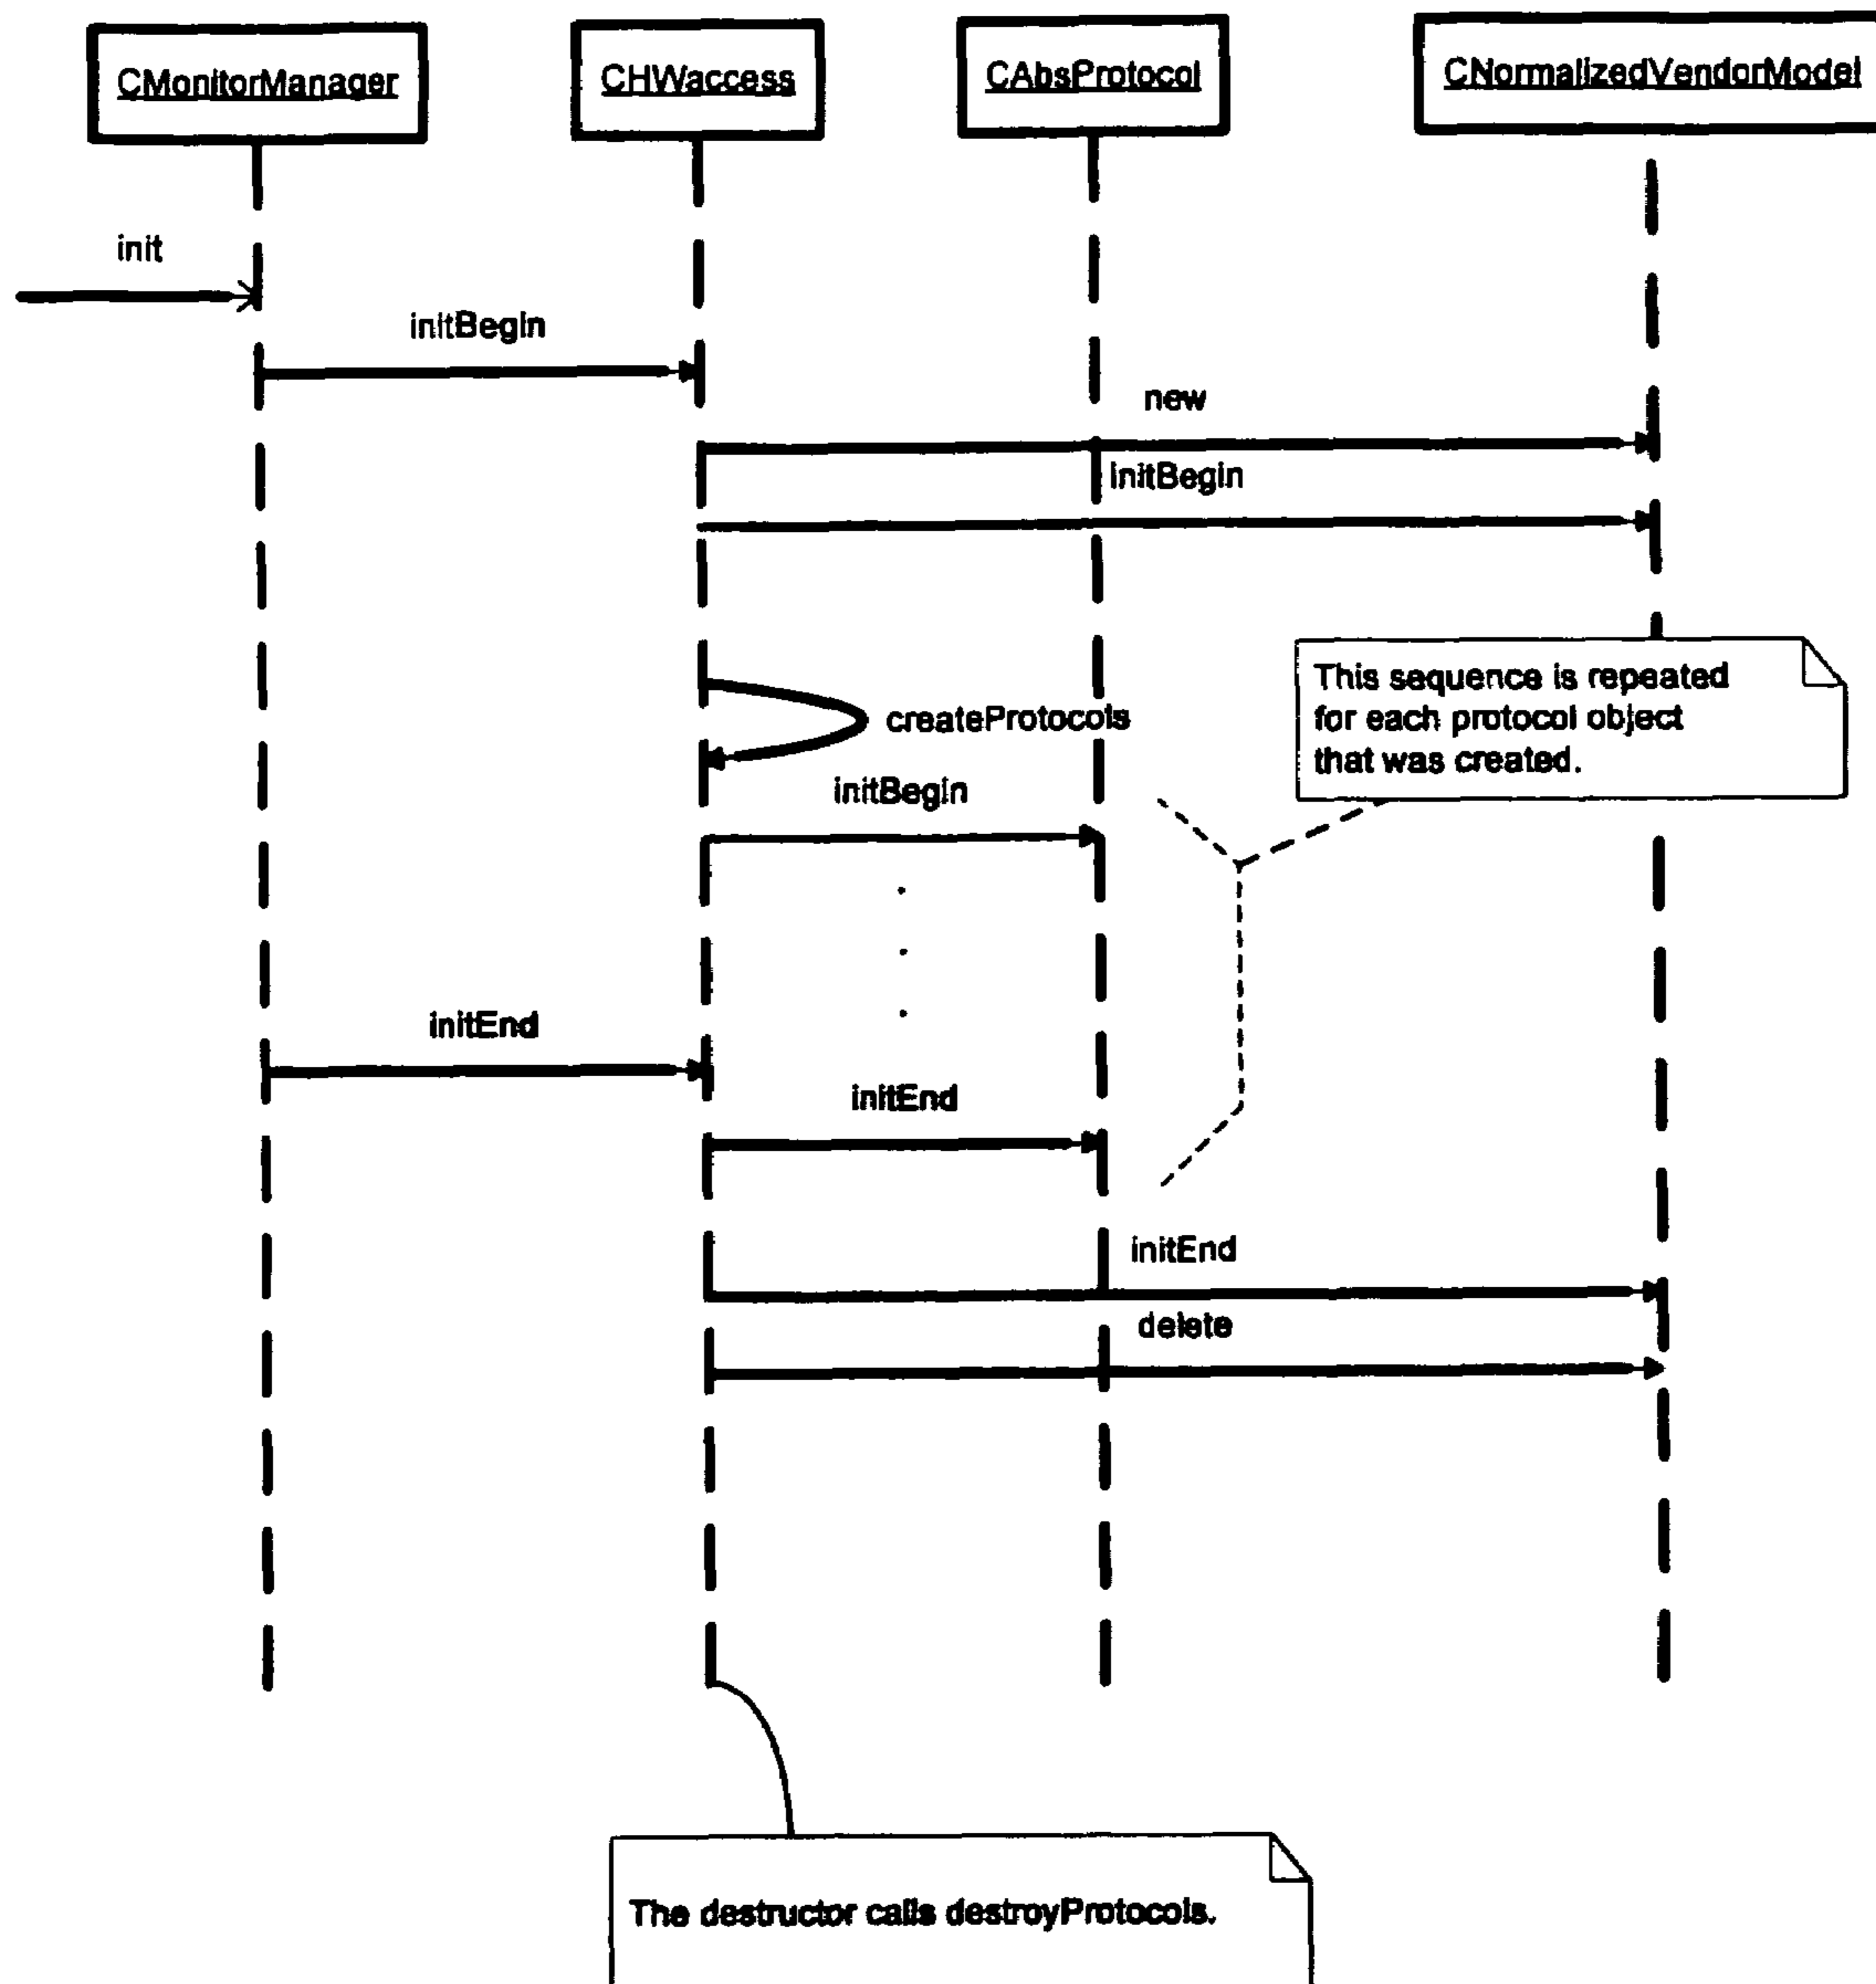 CMonitorManager
CHWaccess
CAbsProtocol
CNormalizedVendorModel
init
initBegin
new
initBegin
createProtocols
This sequence is repeated
for each protocol object
that was created.
initBegin
initEnd
initEnd
initEnd
delete
The destructor calls destroyProtocols.